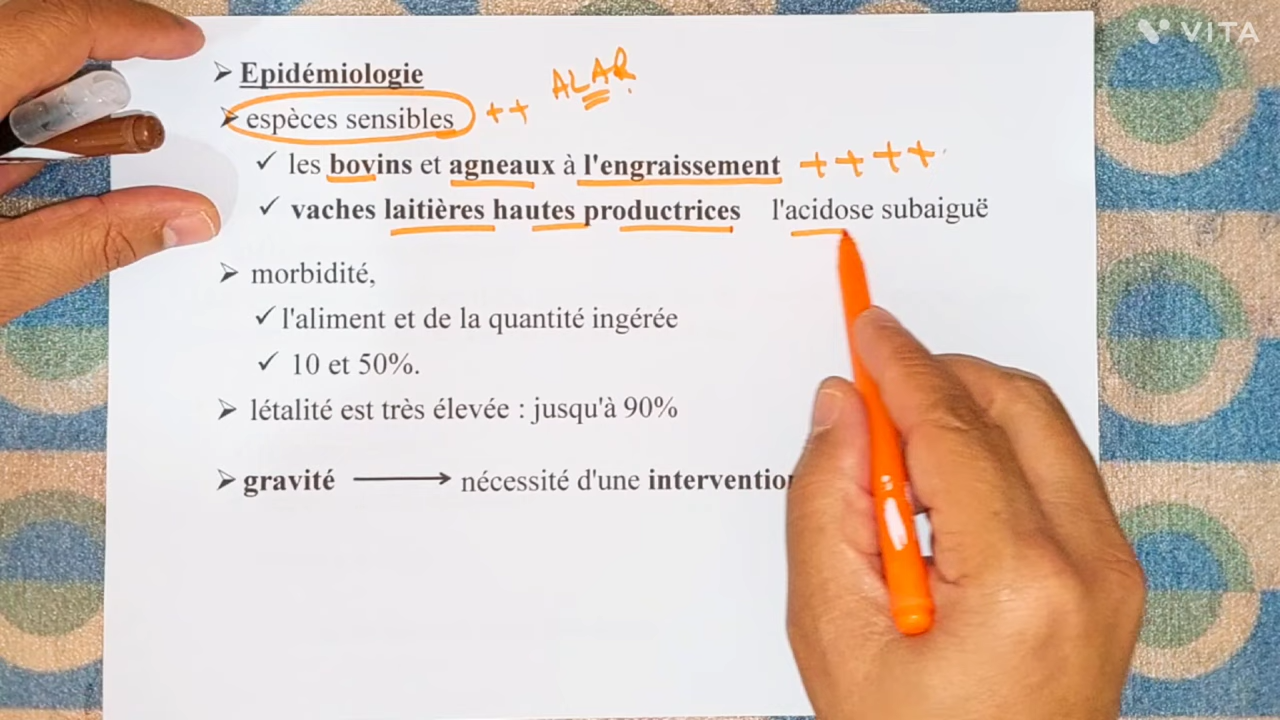 VITA
➢ Epidémiologie
➢ espèces sensibles ++ ALAR
✓ les bovins et agneaux à l'engraissement ++++
✓ vaches laitières hautes productrices l'acidose subaiguë
➢ morbidité,
✓ l'aliment et de la quantité ingérée
✓ 10 et 50%.
➢ létalité est très élevée : jusqu'à 90%
➢ gravité ⟶ nécessité d'une